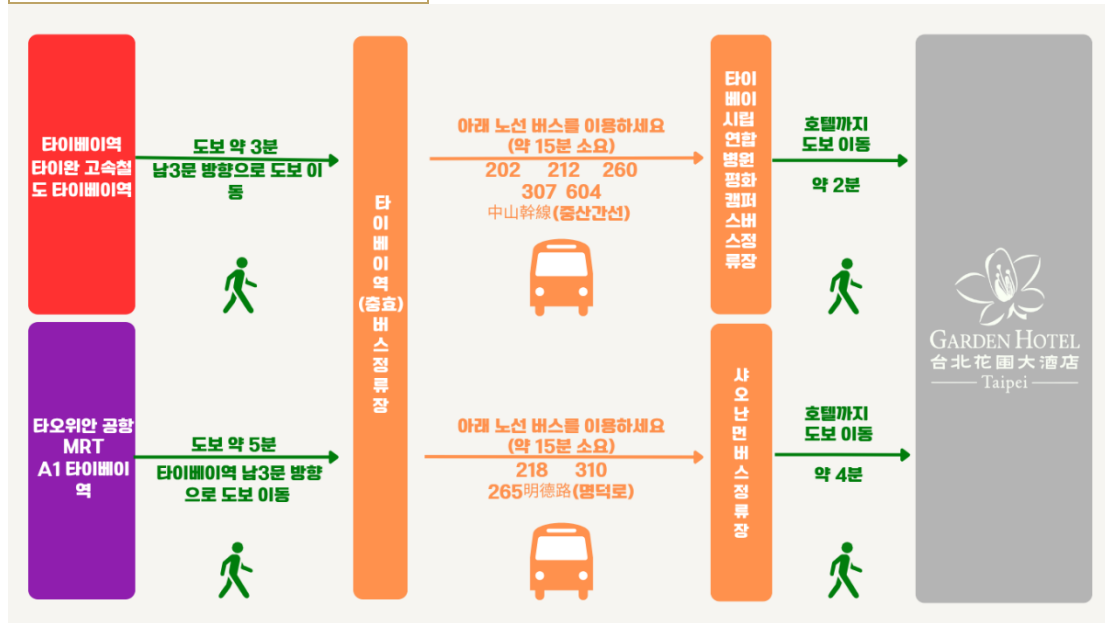 타이베이역
타이완 고속철
도 타이베이역
도보 약 3분
남3문 방향으로 도보 이
동
타오위안 공항
MRT
A1 타이베이
역
도보 약 5분
타이베이역 남3문 방향
으로 도보 이동
타
이
베
이
역
(충효)
버
스
정
류
장
아래 노선 버스를 이용하세요
(약 15분 소요)
202 212 260
307 604
中山幹線(중산간선)
아래 노선 버스를 이용하세요
(약 15분 소요)
218 310
265明德路(명덕로)
타이
베이
시립
연합
병원
평화
캠퍼
스버
스정
류장
샤
오
난
먼
버
스
정
류
장
호텔까지
도보 이동
약 2분
호텔까지
도보 이동
약 4분
GARDEN HOTEL
台北花園大酒店
Taipei